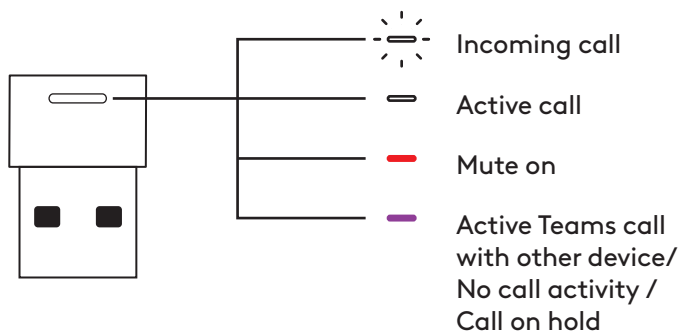 Incoming call
Active call
Mute on
Active Teams call
with other device/
No call activity /
Call on hold